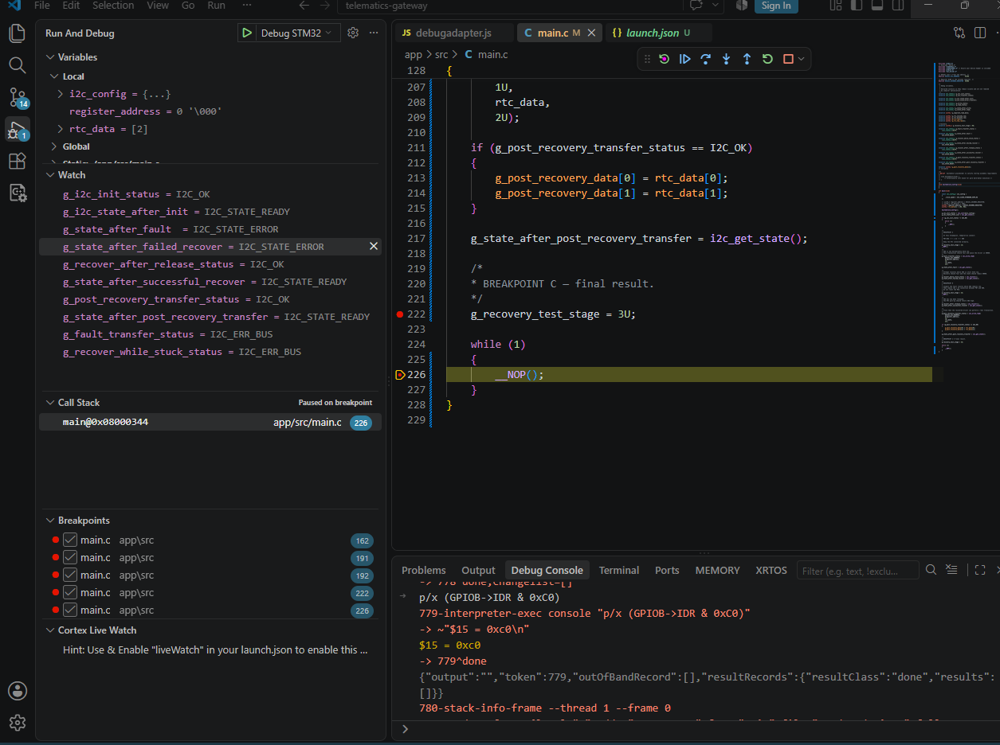 File Edit Selection View Go Run ··· telematics-gateway Sign In
14
1
Run And Debug Debug STM32
Variables
Local
i2c_config = {...}
register_address = 0 '\000'
rtc_data = [2]
Global
Watch
g_i2c_init_status = I2C_OK
g_i2c_state_after_init = I2C_STATE_READY
g_state_after_fault = I2C_STATE_ERROR
g_state_after_failed_recover = I2C_STATE_ERROR
g_recover_after_release_status = I2C_OK
g_state_after_successful_recover = I2C_STATE_READY
g_post_recovery_transfer_status = I2C_OK
g_state_after_post_recovery_transfer = I2C_STATE_READY
g_fault_transfer_status = I2C_ERR_BUS
g_recover_while_stuck_status = I2C_ERR_BUS
Call Stack Paused on breakpoint
main@0x08000344 app/src/main.c 226
Breakpoints
main.c app\src 162
main.c app\src 191
main.c app\src 192
main.c app\src 222
main.c app\src 226
Cortex Live Watch
Hint: Use & Enable "liveWatch" in your launch.json to enable this ...
JS debugadapter.js C main.c M {} launch.json U
app > src > C main.c
128 {
207 1U,
208 rtc_data,
209 2U);
210
211 if (g_post_recovery_transfer_status == I2C_OK)
212 {
213 g_post_recovery_data[0] = rtc_data[0];
214 g_post_recovery_data[1] = rtc_data[1];
215 }
216
217 g_state_after_post_recovery_transfer = i2c_get_state();
218
219 /*
220 * BREAKPOINT C — final result.
221 */
222 g_recovery_test_stage = 3U;
223
224 while (1)
225 {
226 __NOP();
227 }
228 }
229
Problems Output Debug Console Terminal Ports MEMORY XRTOS Filter (e.g. text, !exclu...
-> 778^done,changelist=[]
p/x (GPIOB->IDR & 0xC0)
779-interpreter-exec console "p/x (GPIOB->IDR & 0xC0)"
-> ~"$15 = 0xc0\n"
$15 = 0xc0
-> 779^done
{"output":"","token":779,"outOfBandRecord":[],"resultRecords":{"resultClass":"done","results":
[]}}
780-stack-info-frame --thread 1 --frame 0